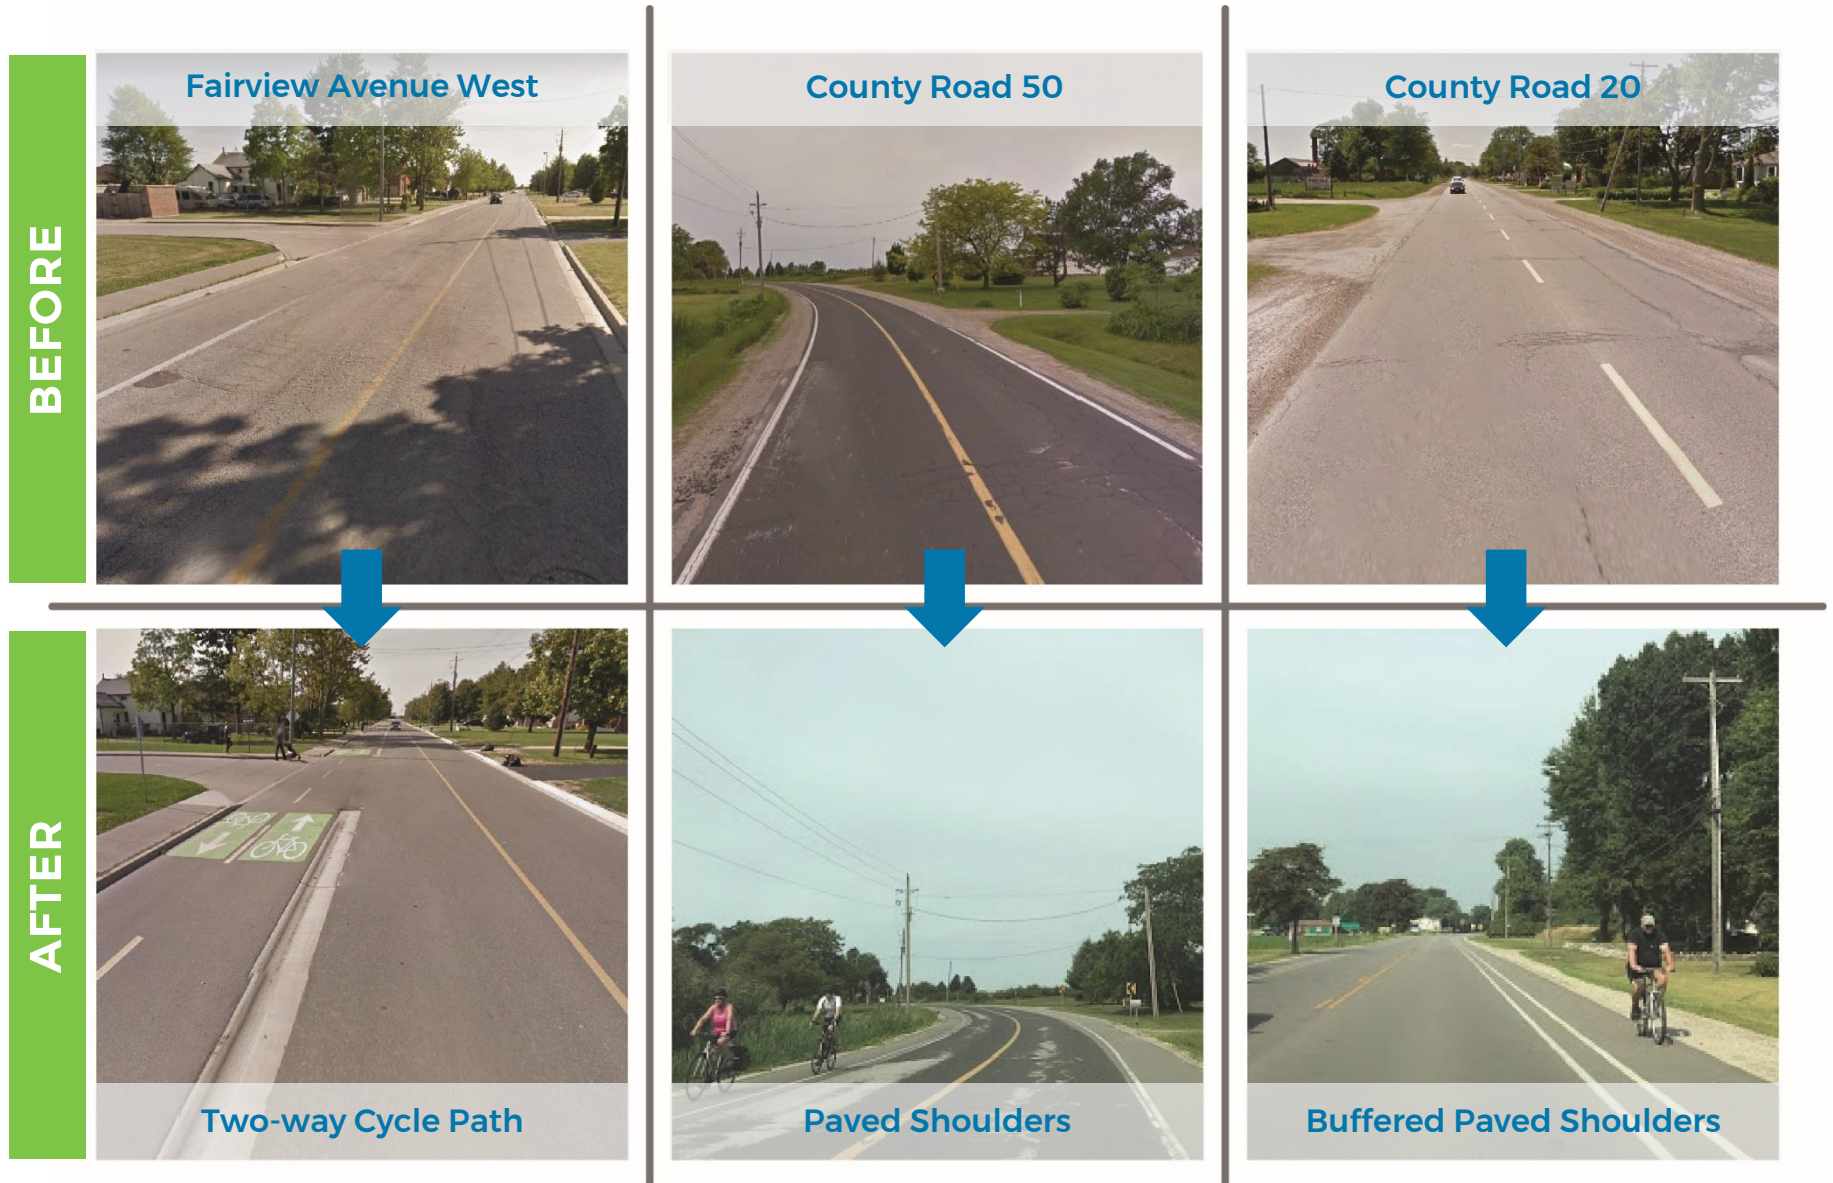 BEFORE
Fairview Avenue West
County Road 50
County Road 20
AFTER
Two-way Cycle Path
Paved Shoulders
Buffered Paved Shoulders